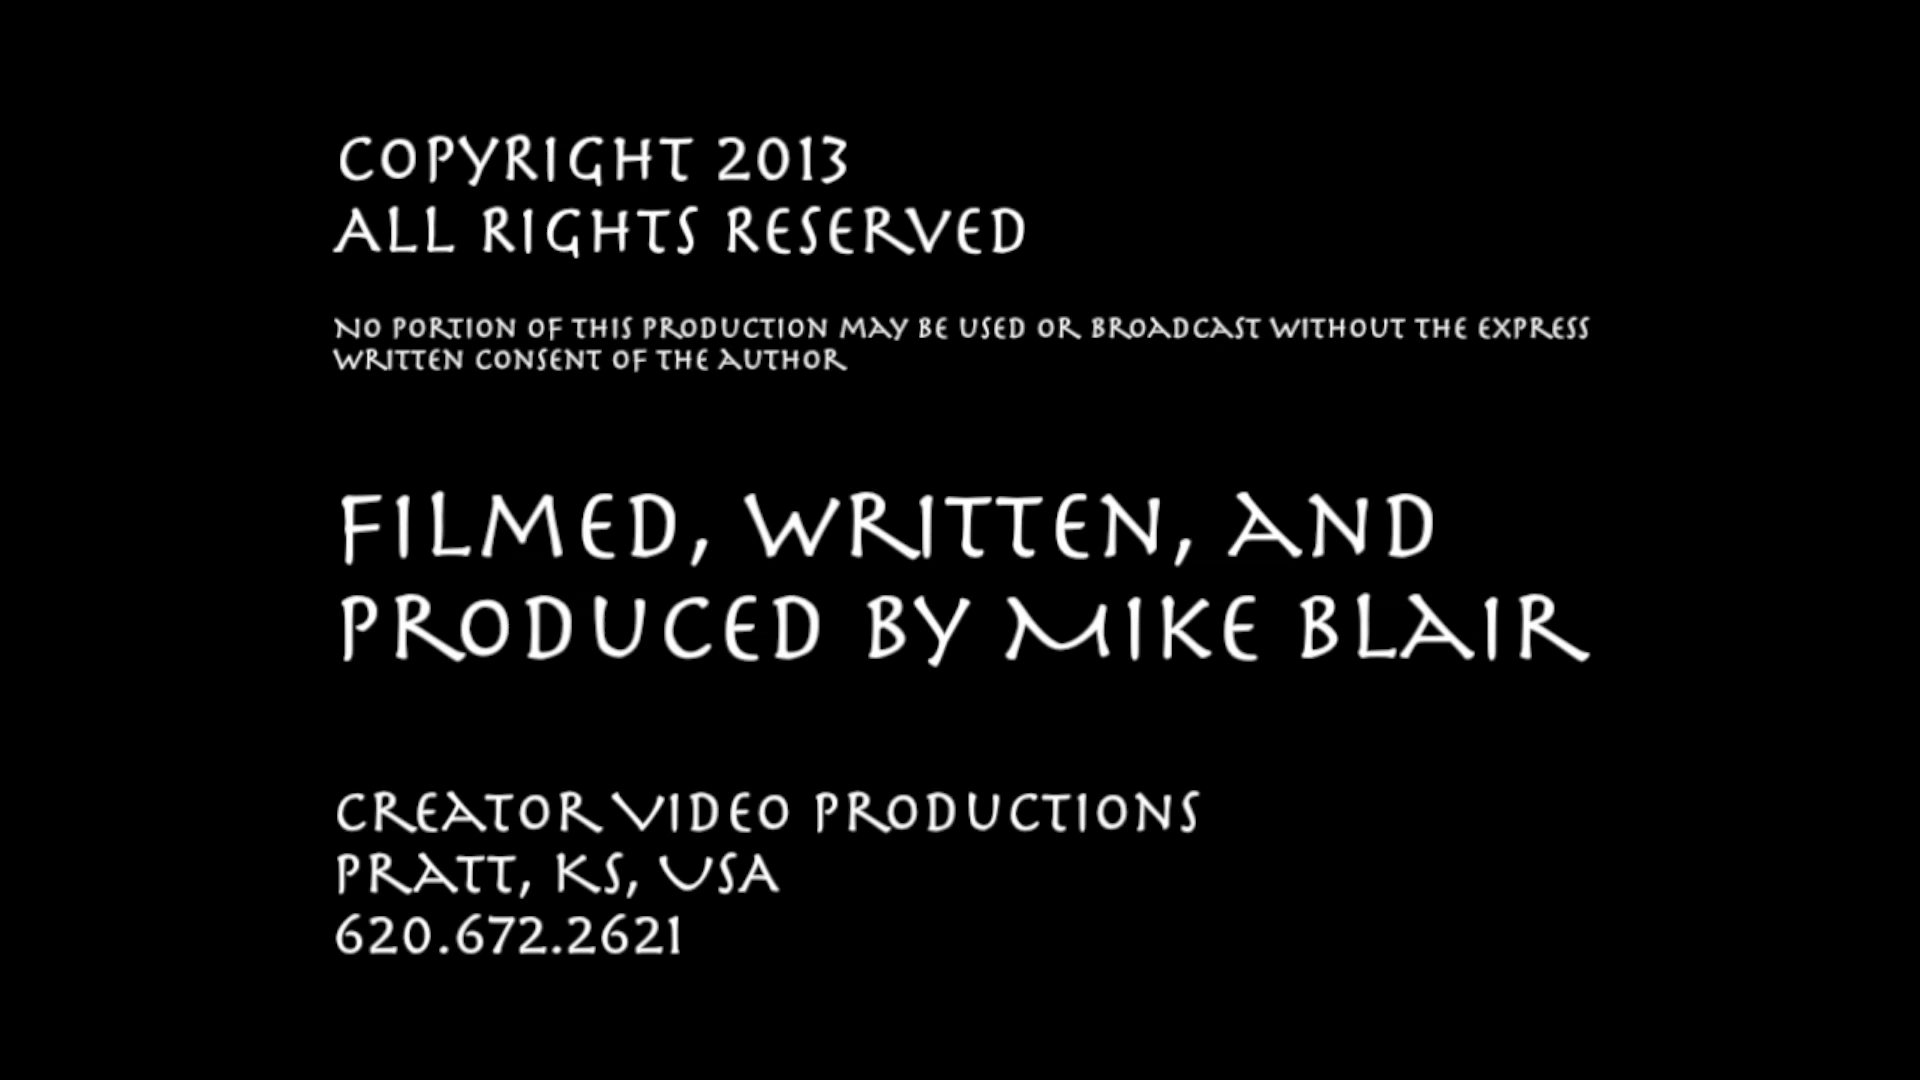 COPYRIGHT 2013
ALL RIGHTS RESERVED
NO PORTION OF THIS PRODUCTION MAY BE USED OR BROADCAST WITHOUT THE EXPRESS
WRITTEN CONSENT OF THE AUTHOR
FILMED, WRITTEN, AND
PRODUCED BY MIKE BLAIR
CREATOR VIDEO PRODUCTIONS
PRATT, KS, USA
620.672.2621